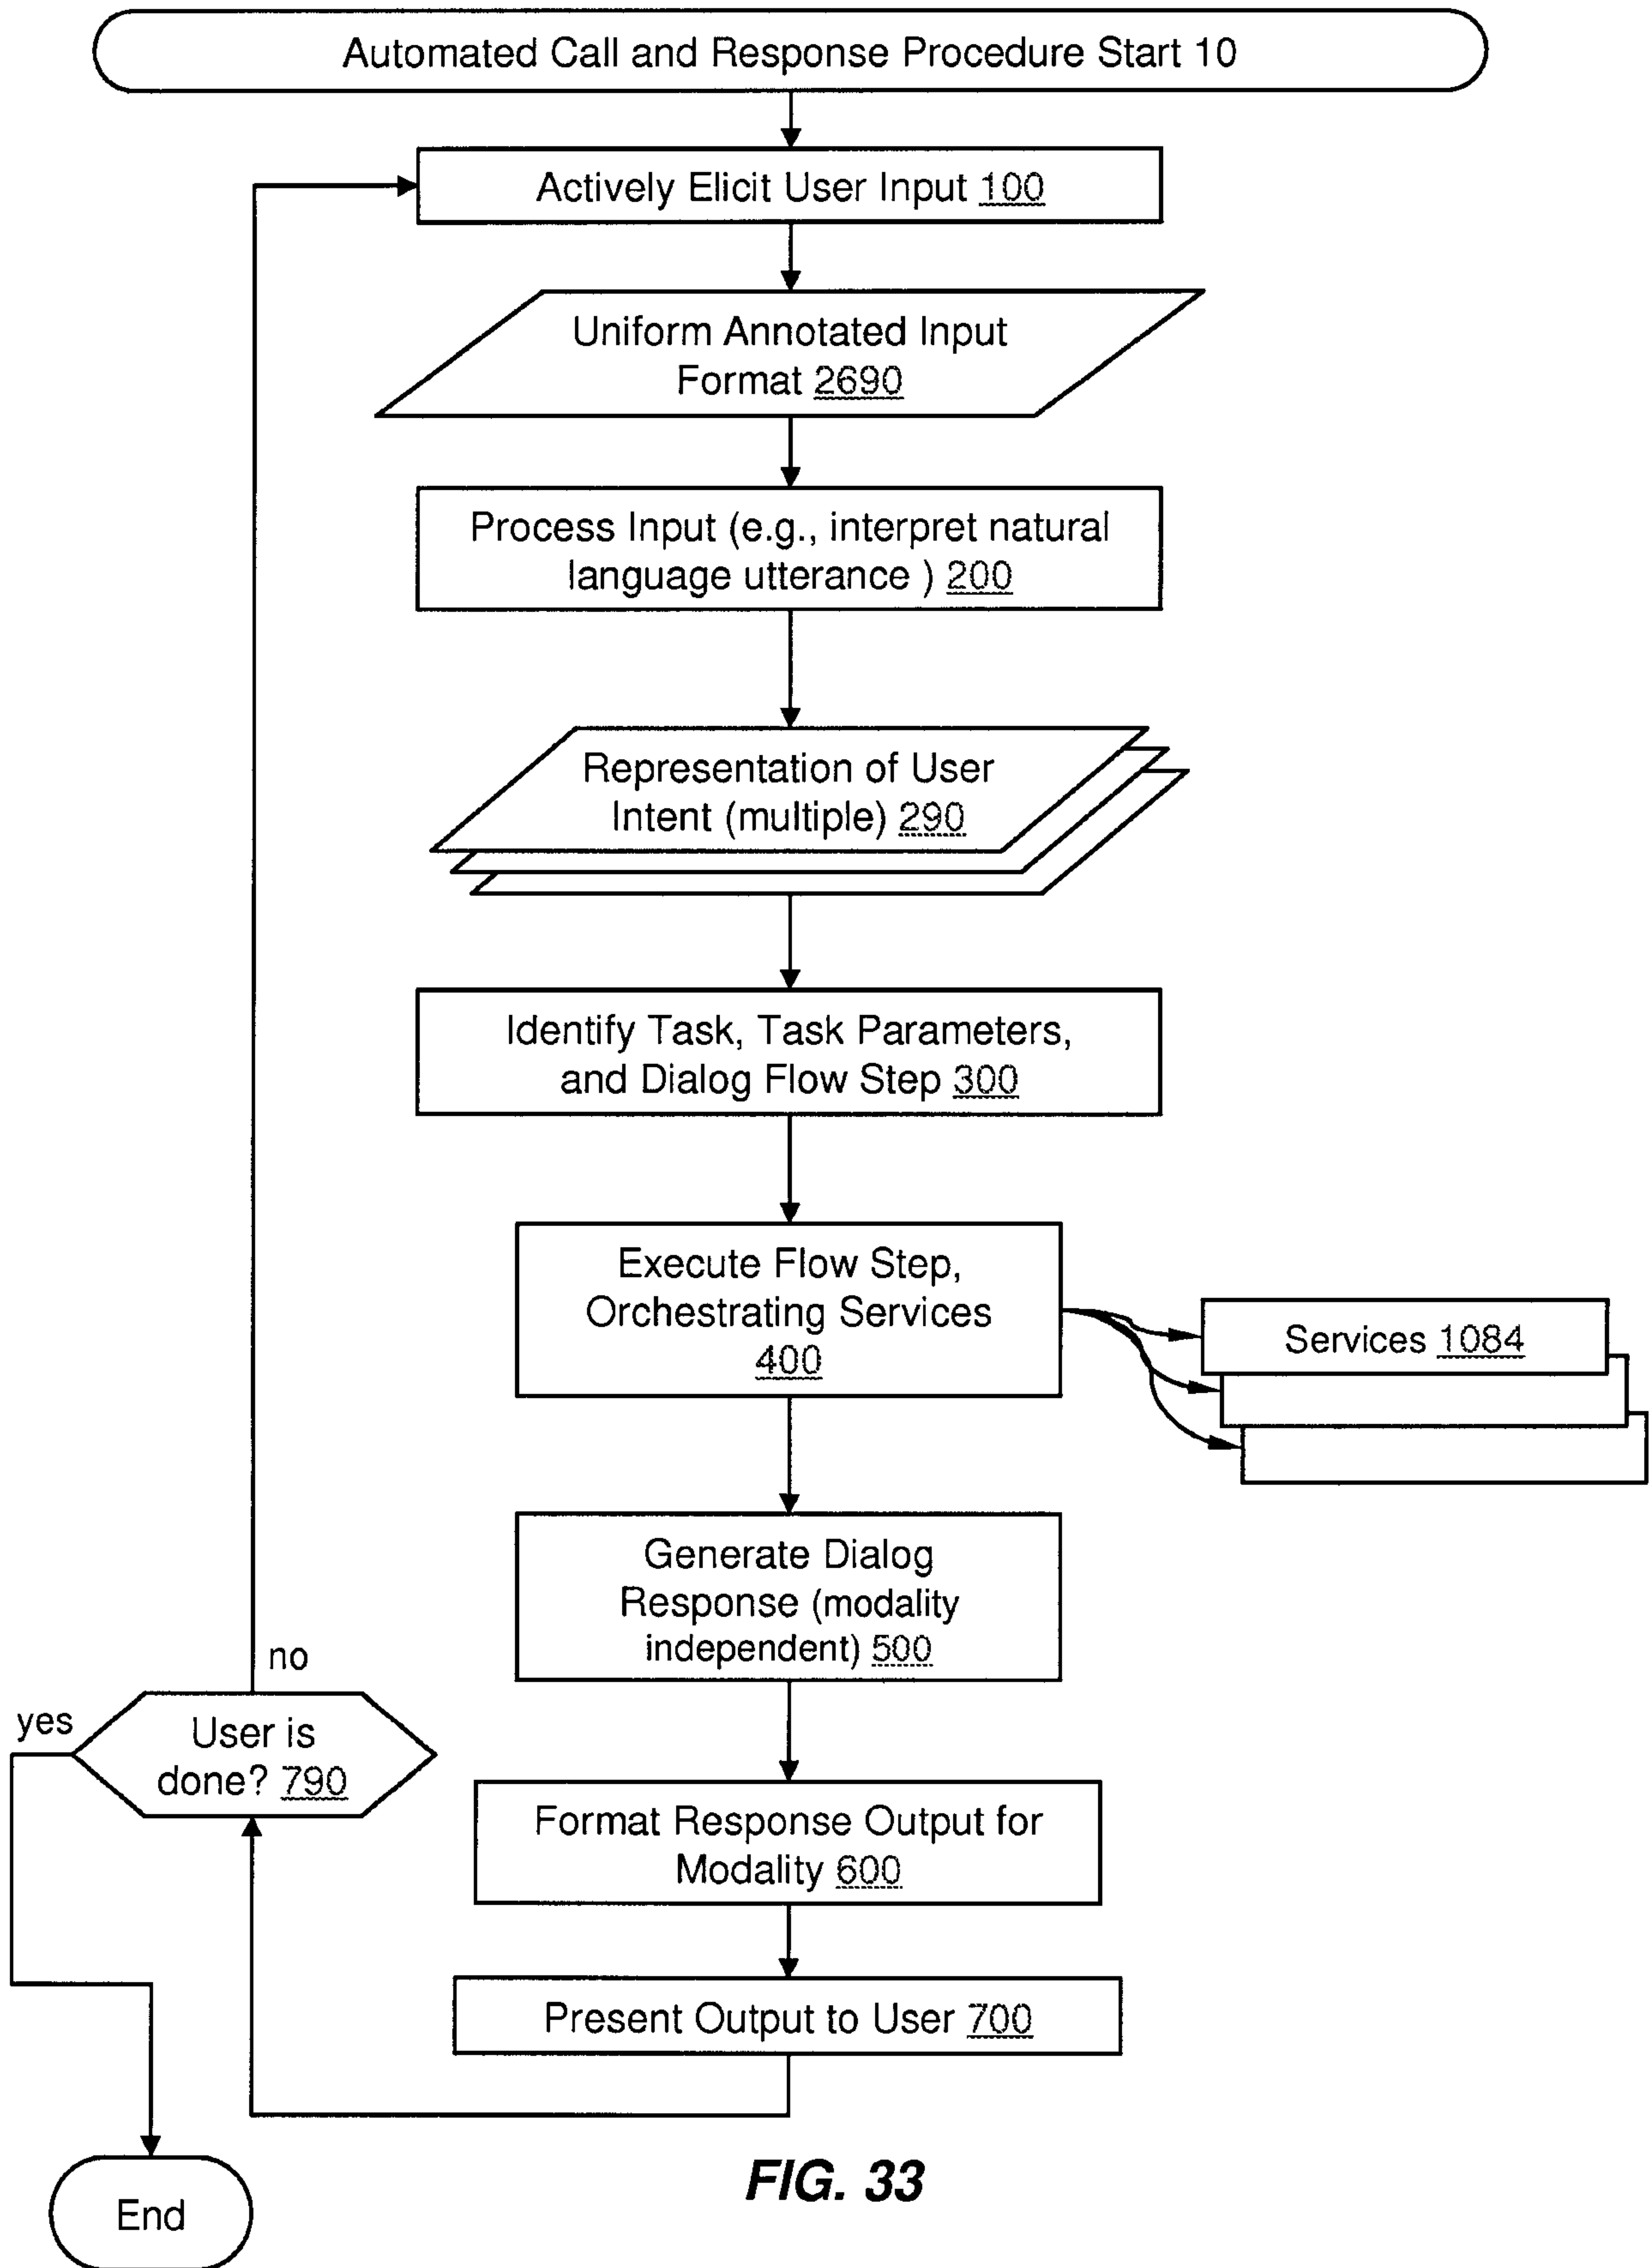 Automated Call and Response Procedure Start 10
Actively Elicit User Input 100
Uniform Annotated Input
Format 2690
Process Input (e.g., interpret natural
language utterance ) 200
Representation of User
Intent (multiple) 290
Identify Task, Task Parameters,
and Dialog Flow Step 300
Execute Flow Step,
Orchestrating Services
400
Services 1084
Generate Dialog
Response (modality
independent) 500
no
yes
User is
done? 790
Format Response Output for
Modality 600
Present Output to User 700
FIG. 33
End